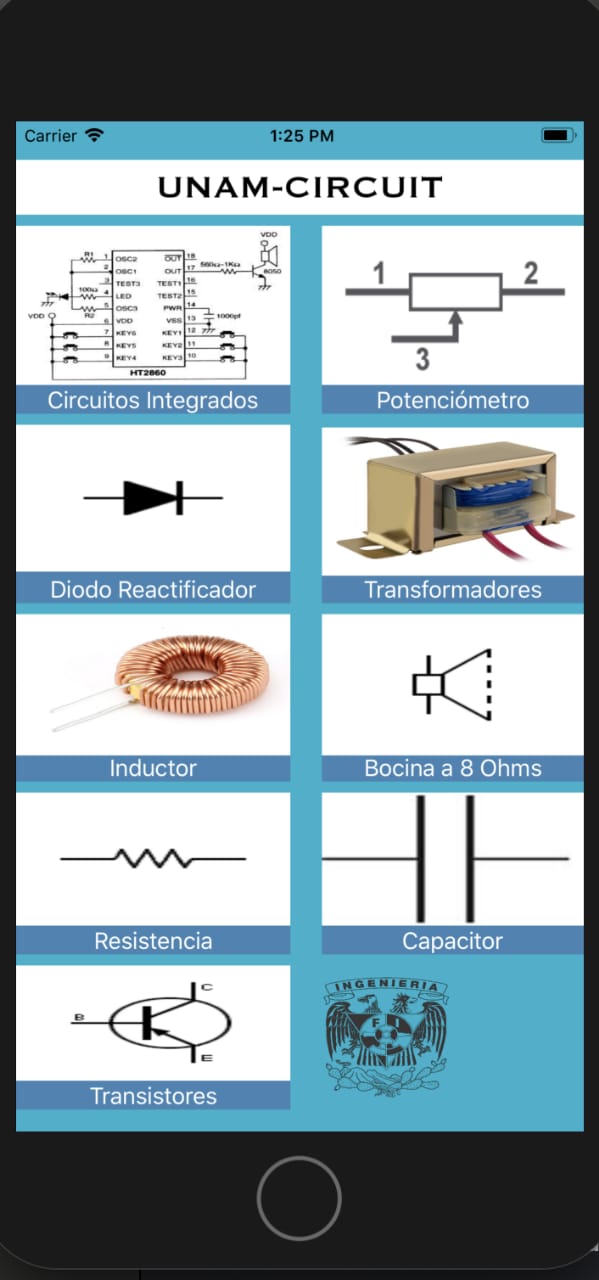 Carrier 1:25 PM
UNAM-CIRCUIT
VDD
R1 1 OSC2 OUT 18
2 OSC1 OUT 17 560Ω-1KΩ 8050
3 TEST3 TEST1 16
100Ω 4 LED TEST2 15
R2 5 OSC3 PWR 14 1000pf
VDD 6 VDD VSS 13
7 KEY6 KEY1 12
8 KEY5 KEY2 11
9 KEY4 KEY3 10
HT2860
1 2
3
Circuitos Integrados Potenciómetro
Diodo Reactificador Transformadores
Inductor Bocina a 8 Ohms
Resistencia Capacitor
B C
E
INGENIERIA
F I
Transistores